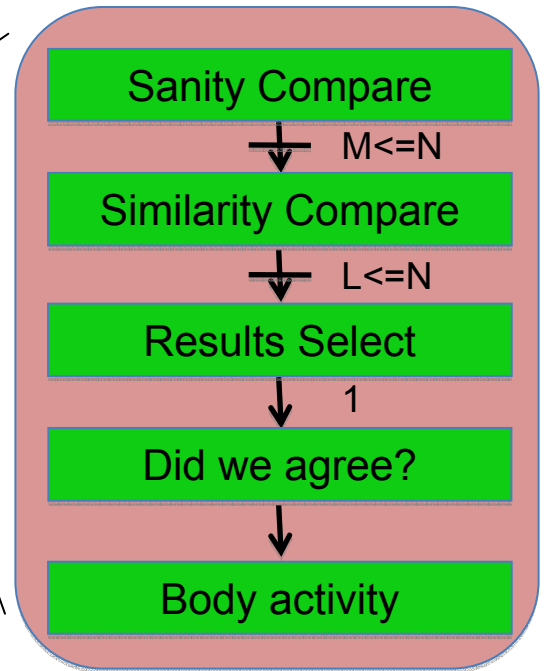 Sanity Compare
M<=N
Similarity Compare
L<=N
Results Select
1
Did we agree?
Body activity